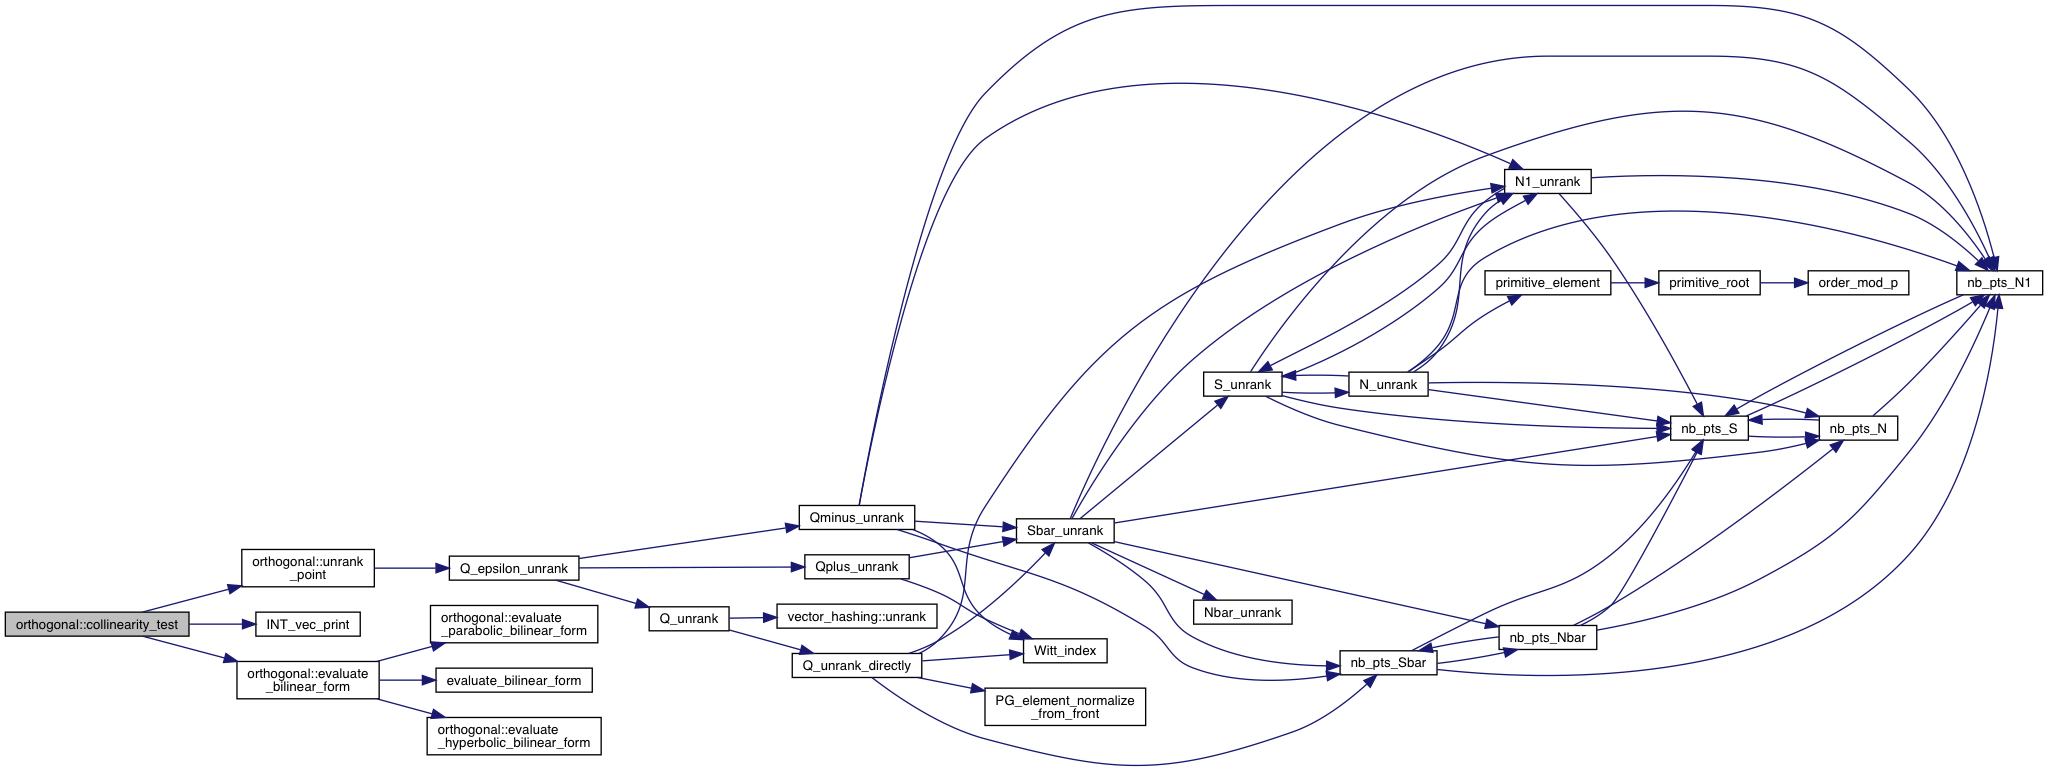 orthogonal::collinearity_test
orthogonal::unrank
_point
INT_vec_print
orthogonal::evaluate
_bilinear_form
Q_epsilon_unrank
orthogonal::evaluate
_parabolic_bilinear_form
evaluate_bilinear_form
orthogonal::evaluate
_hyperbolic_bilinear_form
Q_unrank
Qminus_unrank
Qplus_unrank
vector_hashing::unrank
Q_unrank_directly
Sbar_unrank
Witt_index
PG_element_normalize
_from_front
S_unrank
Nbar_unrank
N_unrank
nb_pts_Sbar
N1_unrank
primitive_element
nb_pts_Nbar
primitive_root
nb_pts_S
order_mod_p
nb_pts_N
nb_pts_N1